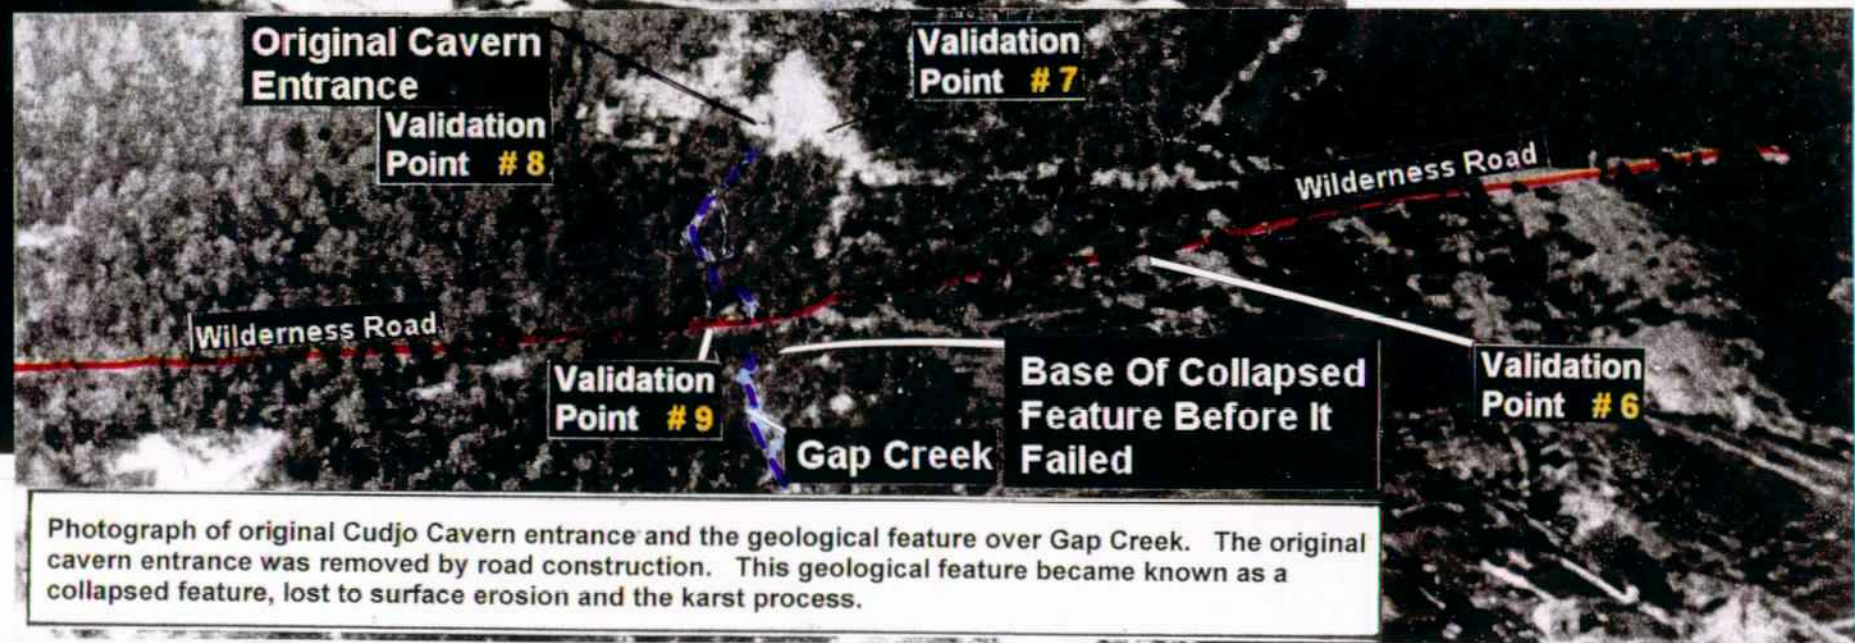 Original Cavern
Entrance
Validation
Point # 7
Validation
Point # 8
Wilderness Road
Wilderness Road
Validation
Point # 9
Base Of Collapsed
Feature Before It
Failed
Validation
Point # 6
Gap Creek
Photograph of original Cudjo Cavern entrance and the geological feature over Gap Creek. The original
cavern entrance was removed by road construction. This geological feature became known as a
collapsed feature, lost to surface erosion and the karst process.